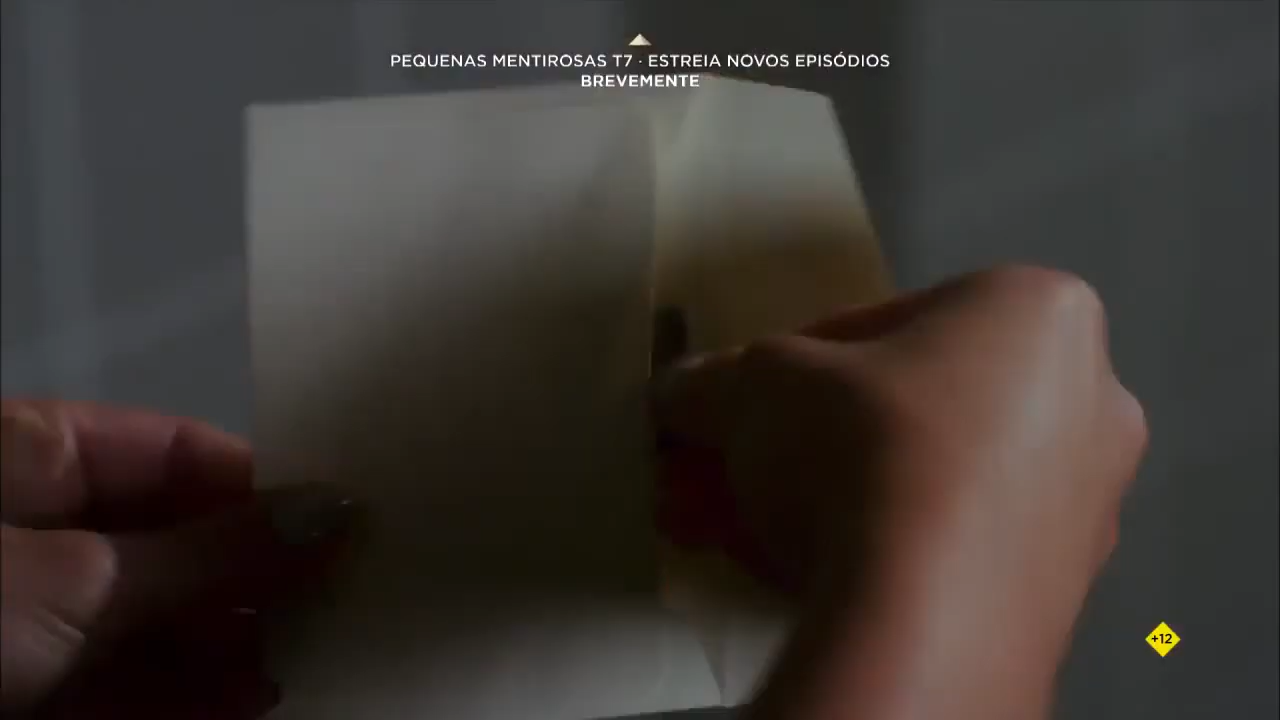 PEQUENAS MENTIROSAS T7 · ESTREIA NOVOS EPISÓDIOS
BREVEMENTE
+12